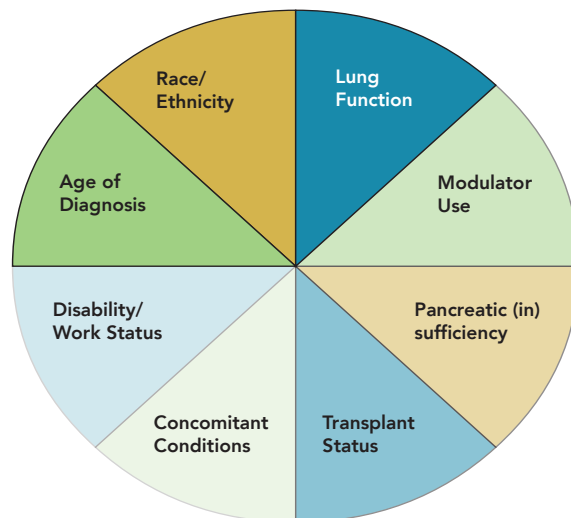 Race/
Ethnicity
Lung
Function
Age of
Diagnosis
Modulator
Use
Disability/
Work Status
Pancreatic (in)
sufficiency
Concomitant
Conditions
Transplant
Status